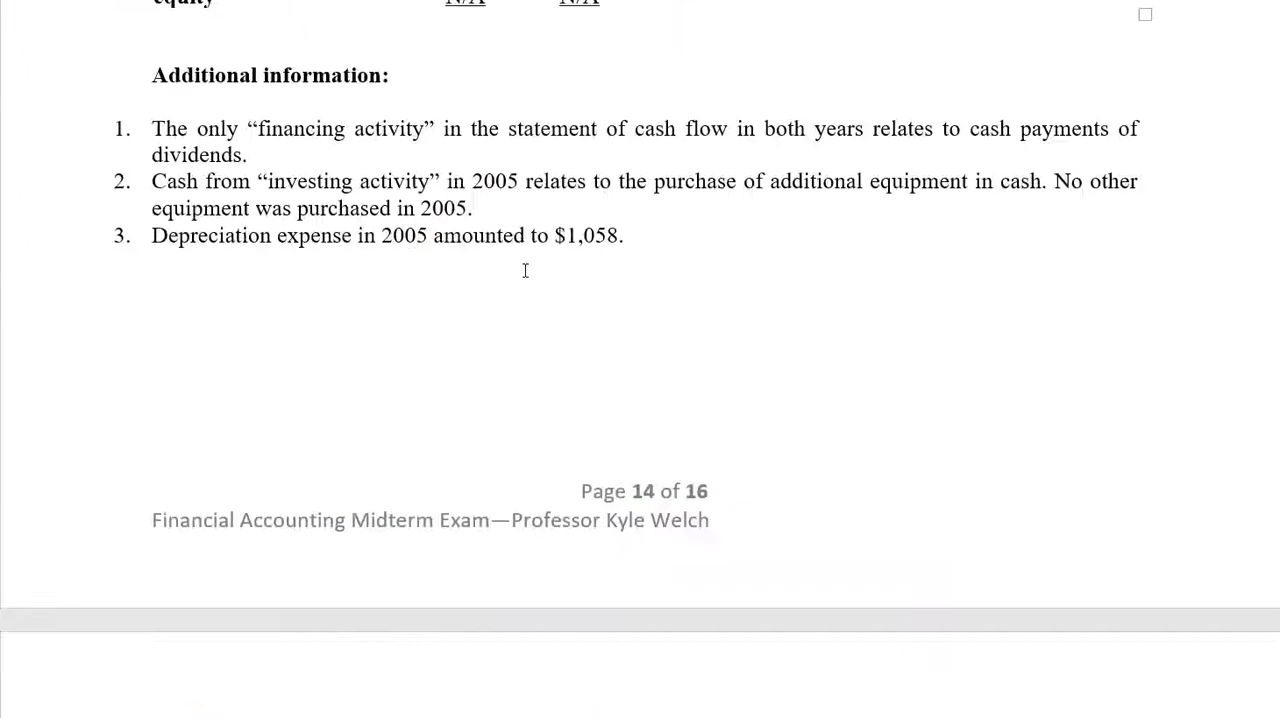 equity N/A N/A
Additional information:
1. The only “financing activity” in the statement of cash flow in both years relates to cash payments of
dividends.
2. Cash from “investing activity” in 2005 relates to the purchase of additional equipment in cash. No other
equipment was purchased in 2005.
3. Depreciation expense in 2005 amounted to $1,058.
Page 14 of 16
Financial Accounting Midterm Exam—Professor Kyle Welch